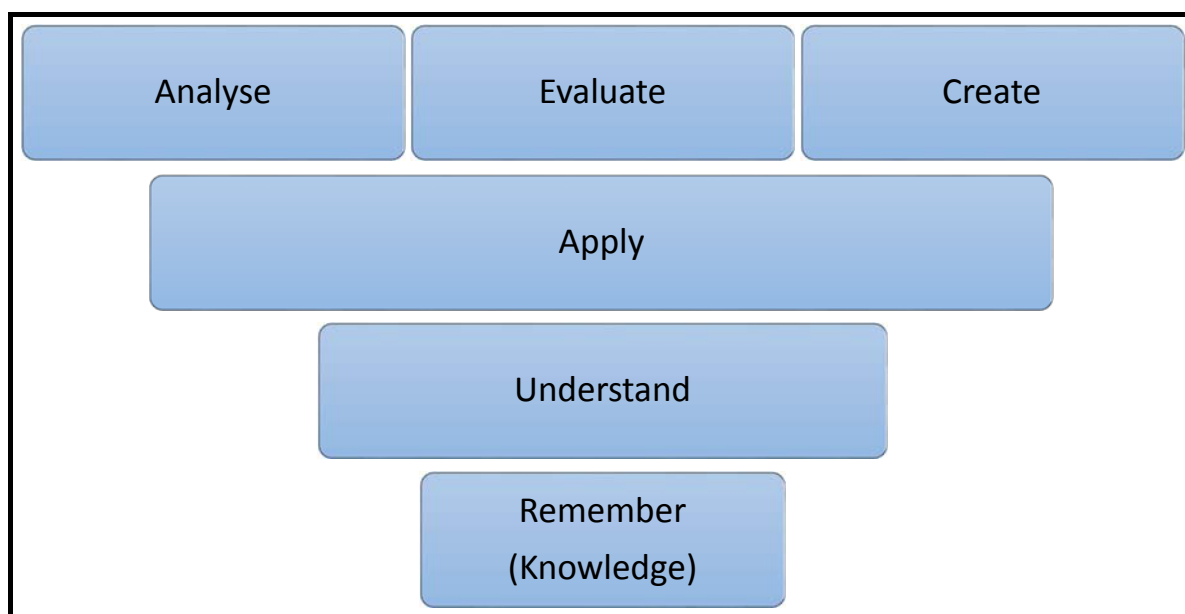 Analyse
Evaluate
Create
Apply
Understand
Remember
(Knowledge)